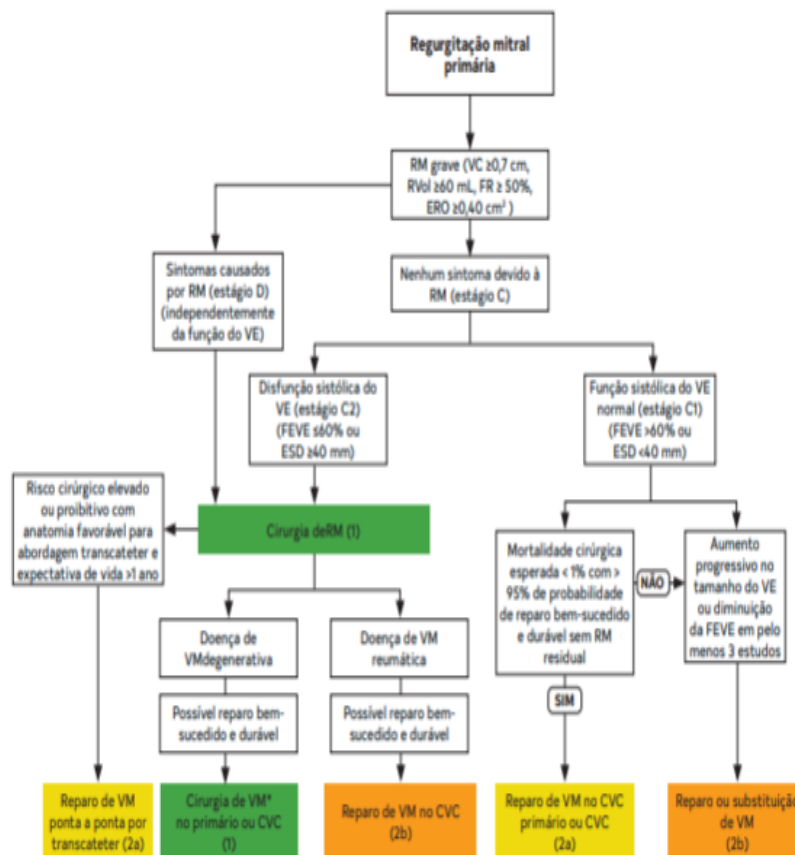 Regurgitação mitral
primária
RM grave (VC ≥0,7 cm,
RVol ≥60 mL, FR ≥ 50%,
ERO ≥0,40 cm² )
Sintomas causados
por RM (estágio D)
(independentemente
da função do VE)
Nenhum sintoma devido à
RM (estágio C)
Disfunção sistólica do
VE (estágio C2)
(FEVE ≤60% ou
ESD ≥40 mm)
Função sistólica do VE
normal (estágio C1)
(FEVE >60% ou
ESD <40 mm)
Risco cirúrgico elevado
ou proibitivo com
anatomia favorável para
abordagem transcateter e
expectativa de vida >1 ano
Cirurgia deRM (1)
Mortalidade cirúrgica
esperada < 1% com >
95% de probabilidade
de reparo bem-sucedido
e durável sem RM
residual
NÃO
Aumento
progressivo no
tamanho do VE
ou diminuição
da FEVE em pelo
menos 3 estudos
Doença de
VMdegenerativa
Doença de VM
reumática
Possível reparo bem-
sucedido e durável
Possível reparo bem-
sucedido e durável
SIM
Reparo de VM
ponta a ponta por
transcateter (2a)
Cirurgia de VM*
no primário ou CVC
(1)
Reparo de VM no CVC
(2b)
Reparo de VM no CVC
primário ou CVC
(2a)
Reparo ou substituição
de VM
(2b)